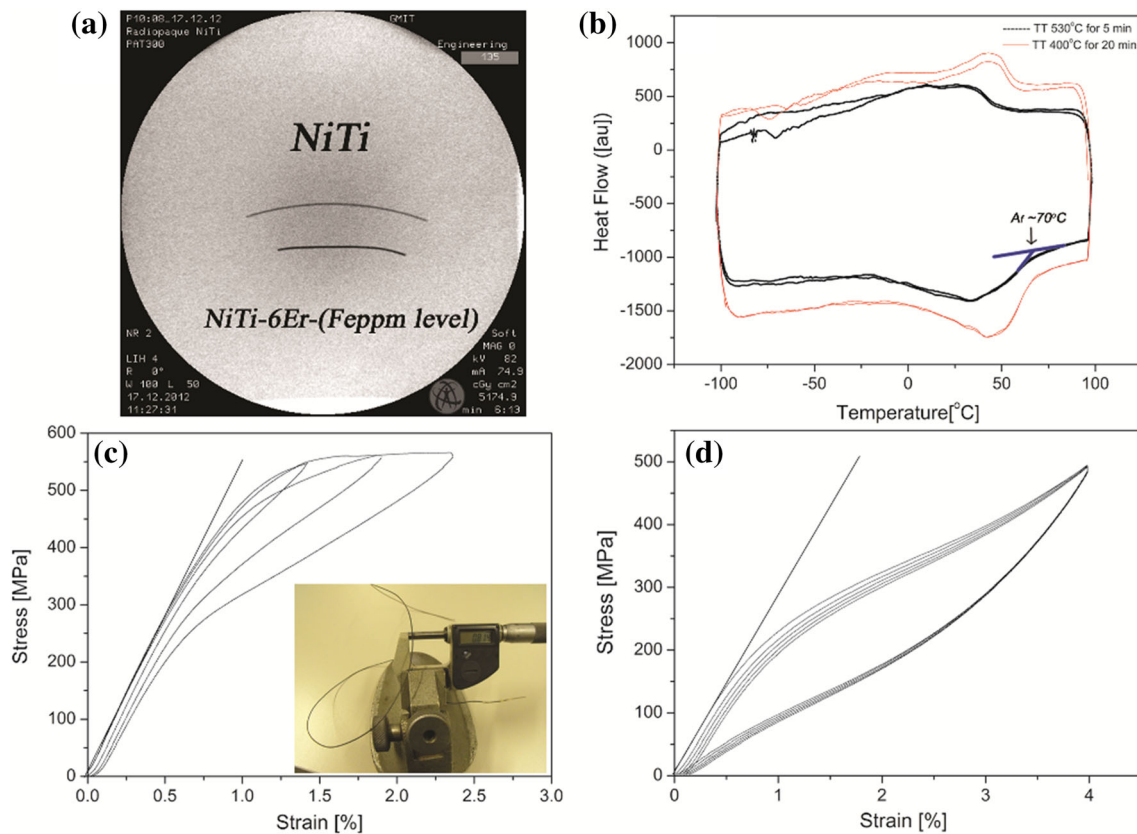 (a)
P10:08_17.12.12
Radiopaque NiTi
PAT300
GMIT
Engineering
135
NiTi
NiTi-6Er-(Feppm level)
NR 2
LIH 4
R 0°
W 100 L 50
17.12.2012
11:27:31
Soft
MAG 0
kV 82
mA 74.9
cGy cm2
5174.9
min 6:13
(b)
TT 530°C for 5 min
TT 400°C for 20 min
1000
500
0
-500
-1000
-1500
-2000
Heat Flow ([au]
Af ~70°C
-100 -50 0 50 100
Temperature[°C]
(c)
600
500
400
300
200
100
0
Stress [MPa]
0.0 0.5 1.0 1.5 2.0 2.5 3.0
Strain [%]
(d)
500
400
300
200
100
0
Stress [MPa]
0 1 2 3 4
Strain [%]